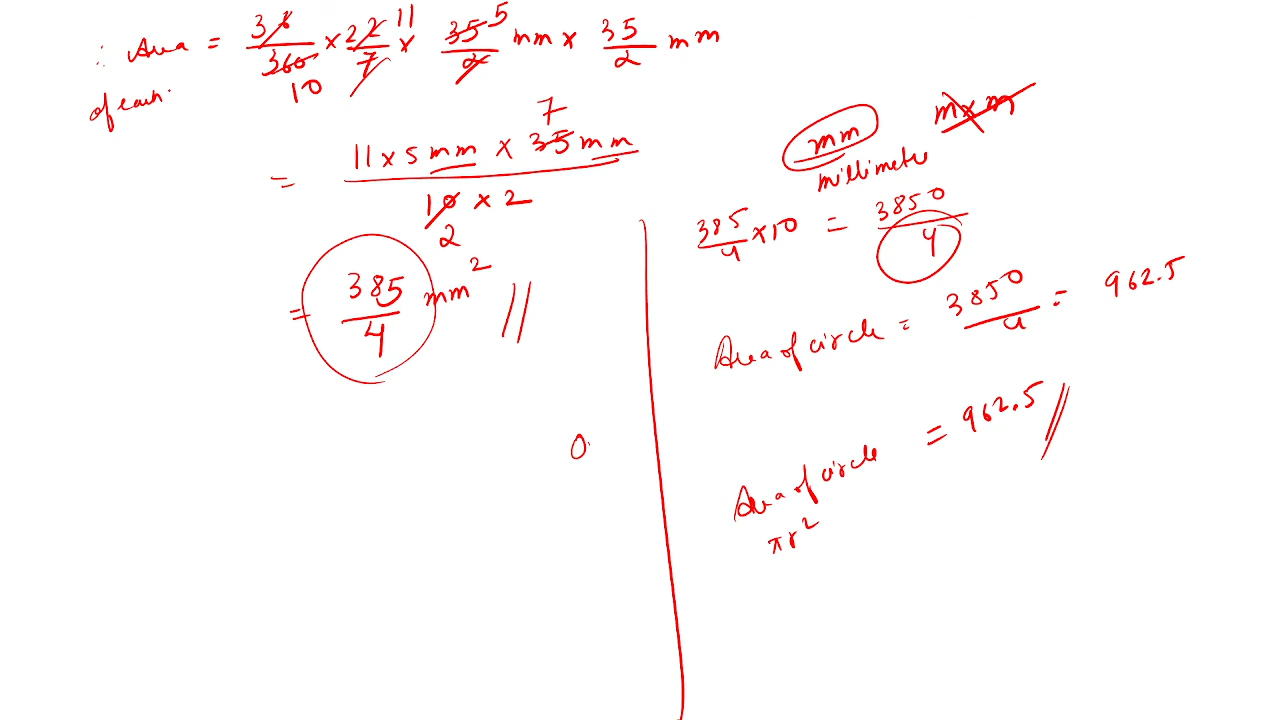 ∴ Area = 36/360 × 22/7 × 35/2 mm × 35/2 mm
10 11 5
of each
= 11 × 5 mm × 35 mm / 10 × 2
7
2
= 385/4 mm² //
0
mm m×m
millimeter
385/4 × 10 = 3850/4
Area of circle = 3850/4 = 962.5
Area of circle = 962.5 //
πr²